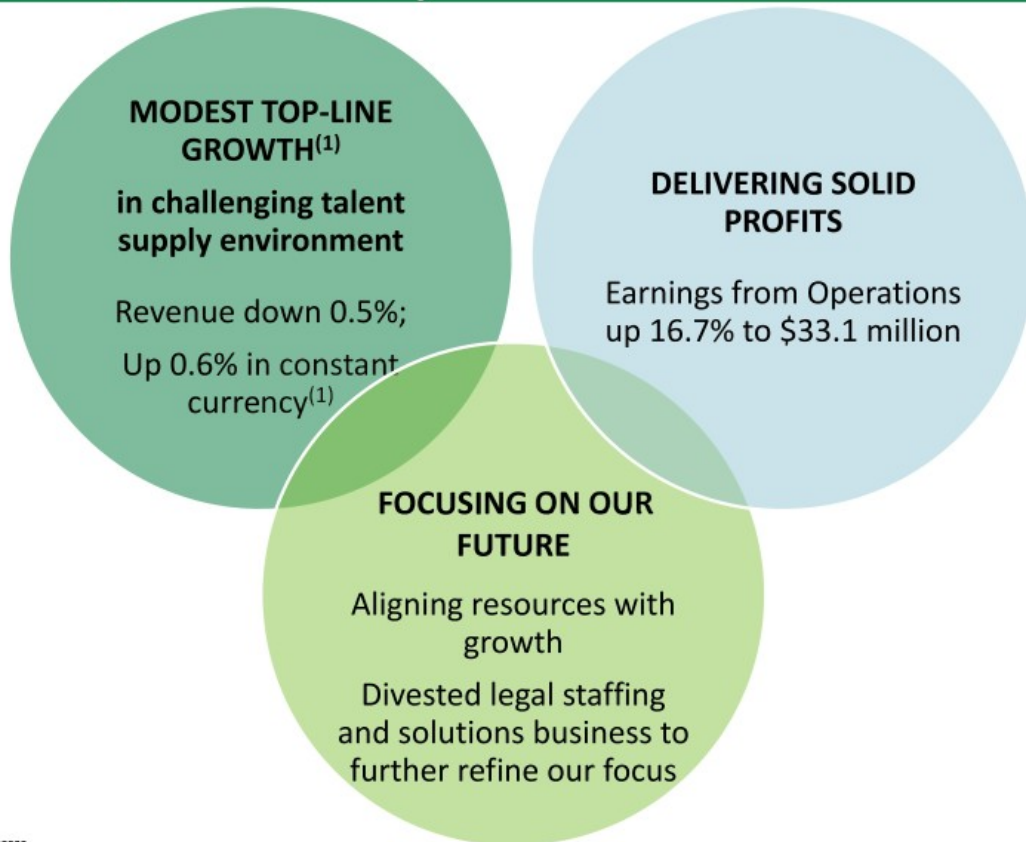 MODEST TOP-LINE
GROWTH(1)
in challenging talent
supply environment
Revenue down 0.5%;
Up 0.6% in constant
currency(1)
DELIVERING SOLID
PROFITS
Earnings from Operations
up 16.7% to $33.1 million
FOCUSING ON OUR
FUTURE
Aligning resources with
growth
Divested legal staffing
and solutions business to
further refine our focus